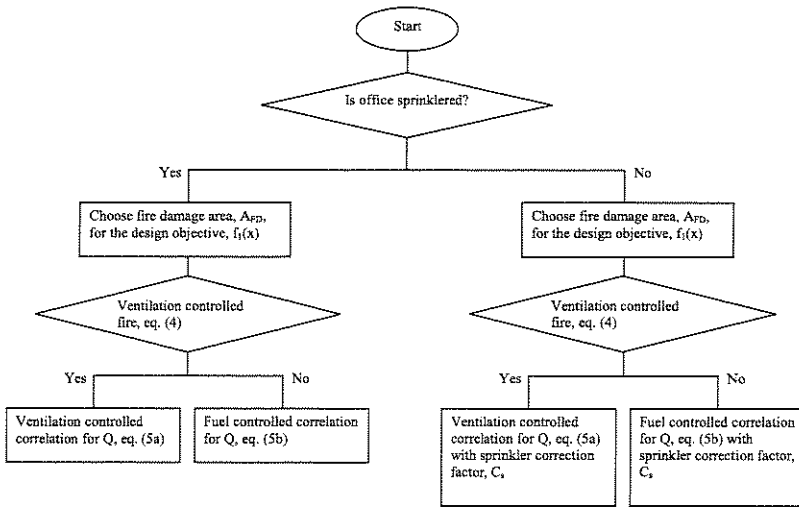 Start
Is office sprinklered?
Yes
No
Choose fire damage area, A_FD,
for the design objective, f₁(x)
Choose fire damage area, A_FD,
for the design objective, f₁(x)
Ventilation controlled
fire, eq. (4)
Ventilation controlled
fire, eq. (4)
Yes
No
Yes
No
Ventilation controlled
correlation for Q, eq. (5a)
Fuel controlled correlation
for Q, eq. (5b)
Ventilation controlled
correlation for Q, eq. (5a)
with sprinkler correction
factor, Cₛ
Fuel controlled correlation
for Q, eq. (5b) with
sprinkler correction factor,
Cₛ